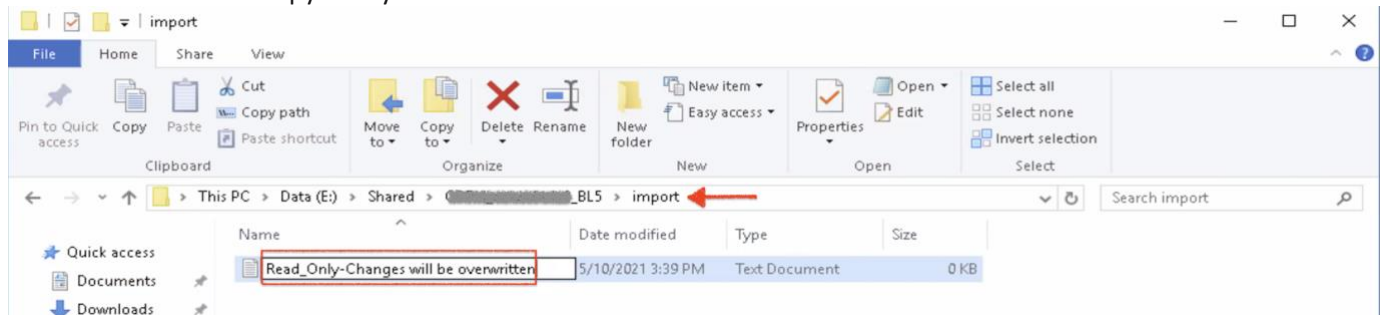 import
File Home Share View
Pin to Quick access
Copy
Paste
Cut
Copy path
Paste shortcut
Clipboard
Move to
Copy to
Delete
Rename
Organize
New folder
New item
Easy access
New
Properties
Open
Edit
Open
Select all
Select none
Invert selection
Select
This PC > Data (E:) > Shared > _BL5 > import
Search import
Name Date modified Type Size
Quick access
Documents
Downloads
Read_Only-Changes will be overwritten 5/10/2021 3:39 PM Text Document 0 KB